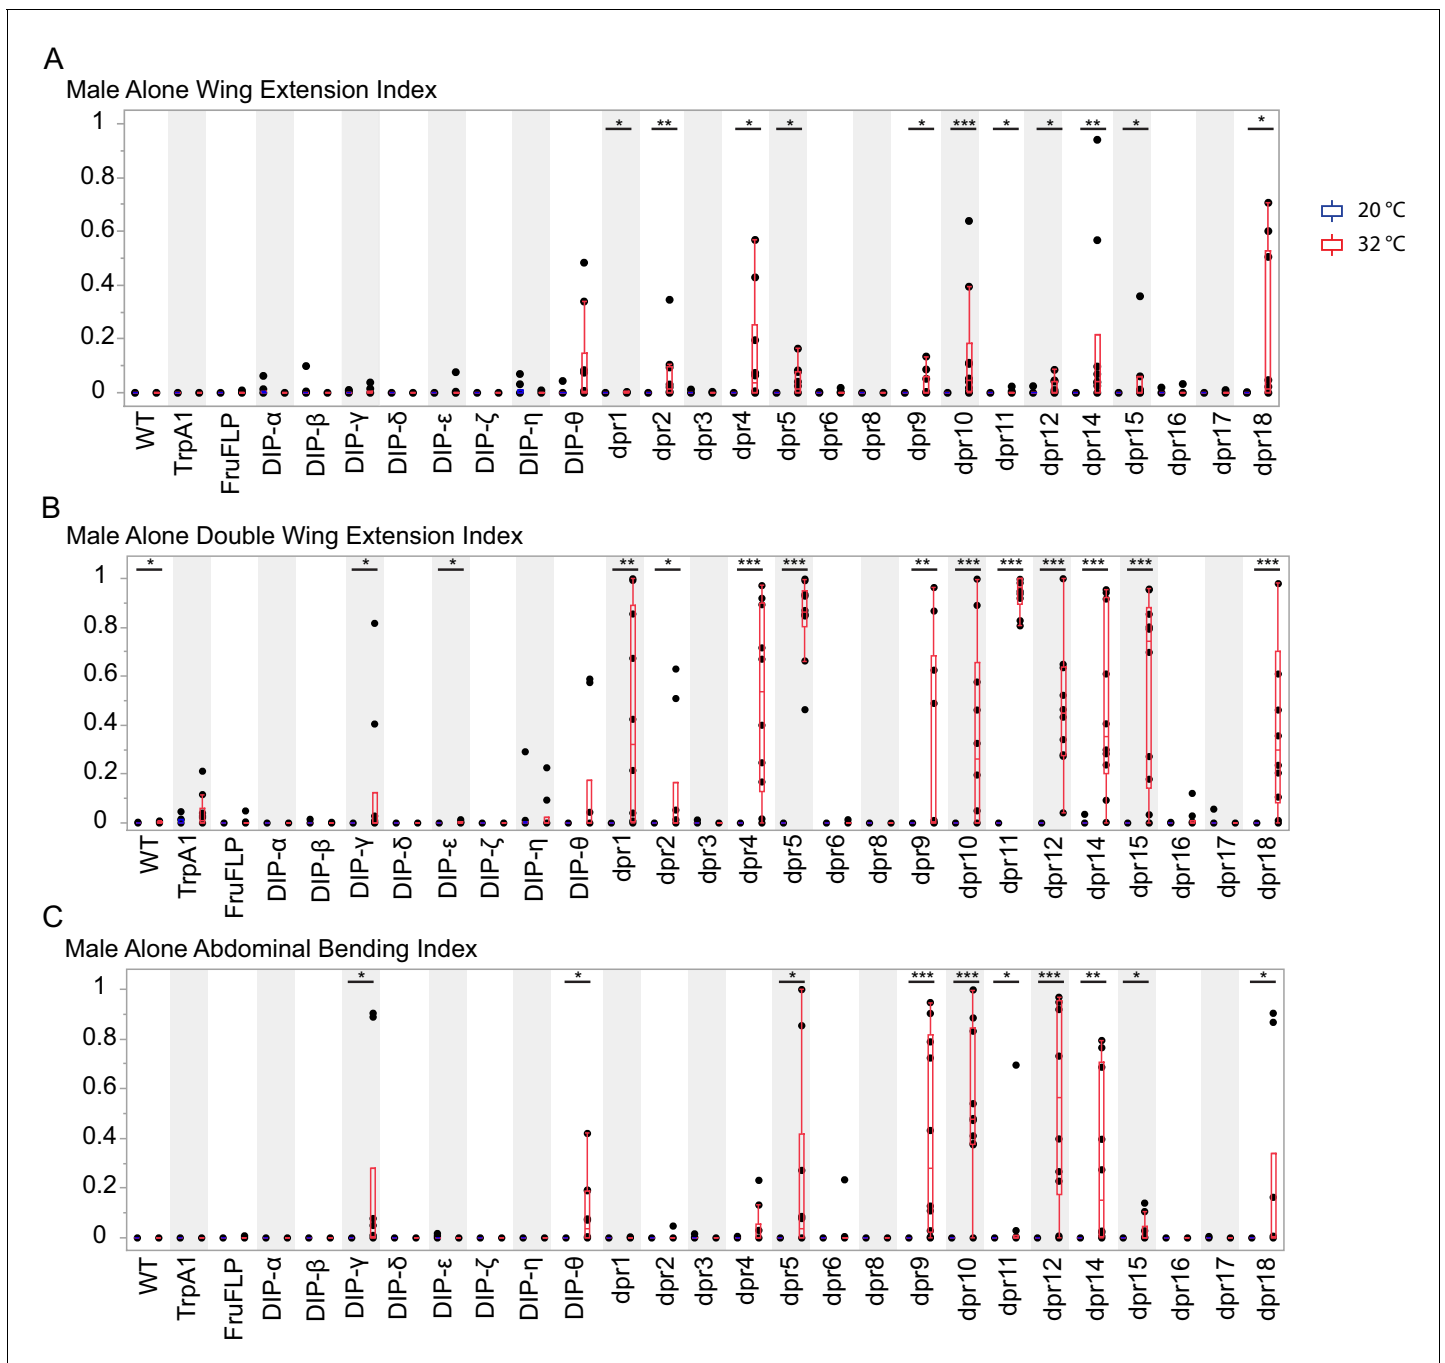 A
Male Alone Wing Extension Index
* ** * * * *** * * ** * *
1
0.8
0.6
0.4
0.2
0
20 °C
32 °C
WT TrpA1 FruFLP DIP-α DIP-β DIP-γ DIP-δ DIP-ε DIP-ζ DIP-η DIP-θ dpr1 dpr2 dpr3 dpr4 dpr5 dpr6 dpr8 dpr9 dpr10 dpr11 dpr12 dpr14 dpr15 dpr16 dpr17 dpr18
B
Male Alone Double Wing Extension Index
* * * ** * *** *** ** *** *** *** *** *** ***
1
0.8
0.6
0.4
0.2
0
WT TrpA1 FruFLP DIP-α DIP-β DIP-γ DIP-δ DIP-ε DIP-ζ DIP-η DIP-θ dpr1 dpr2 dpr3 dpr4 dpr5 dpr6 dpr8 dpr9 dpr10 dpr11 dpr12 dpr14 dpr15 dpr16 dpr17 dpr18
C
Male Alone Abdominal Bending Index
* * * *** *** * *** ** * *
1
0.8
0.6
0.4
0.2
0
WT TrpA1 FruFLP DIP-α DIP-β DIP-γ DIP-δ DIP-ε DIP-ζ DIP-η DIP-θ dpr1 dpr2 dpr3 dpr4 dpr5 dpr6 dpr8 dpr9 dpr10 dpr11 dpr12 dpr14 dpr15 dpr16 dpr17 dpr18